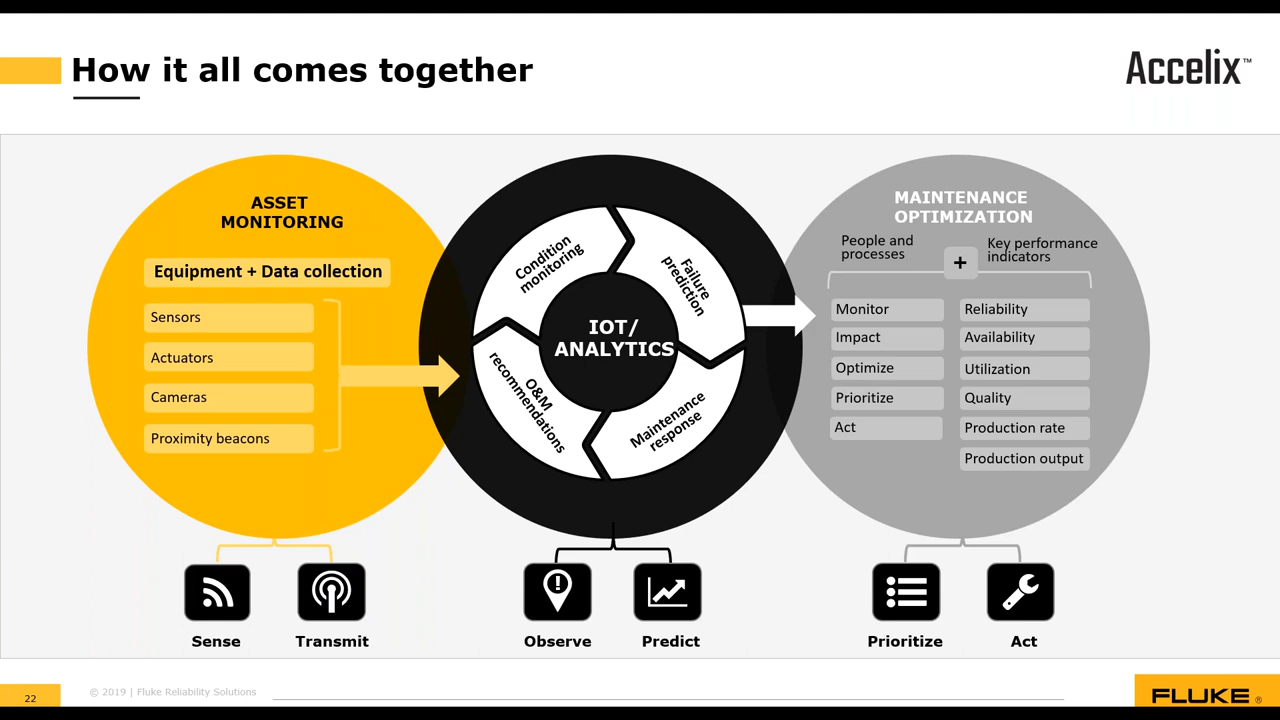 How it all comes together
Accelix™
ASSET
MONITORING
Equipment + Data collection
Sensors
Actuators
Cameras
Proximity beacons
Condition
monitoring
Failure
prediction
IOT/
ANALYTICS
O&M
recommendations
Maintenance
response
MAINTENANCE
OPTIMIZATION
People and
processes
+
Key performance
indicators
Monitor
Impact
Optimize
Prioritize
Act
Reliability
Availability
Utilization
Quality
Production rate
Production output
Sense
Transmit
!
Observe
Predict
Prioritize
Act
22
© 2019 | Fluke Reliability Solutions
FLUKE®